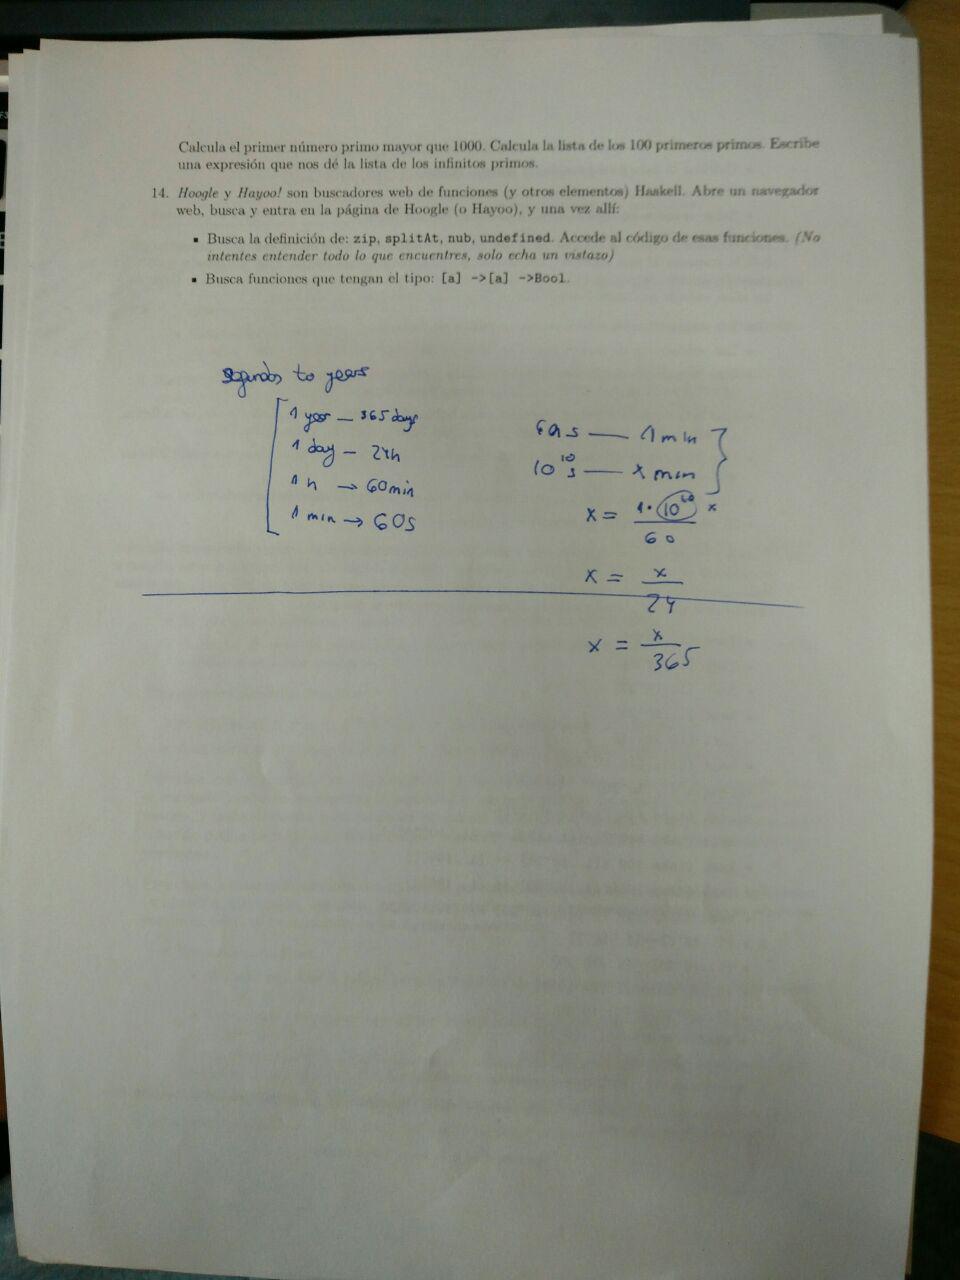 Calcula el primer número primo mayor que 1000. Calcula la lista de los 100 primeros primos. Escribe
una expresión que nos dé la lista de los infinitos primos.
14. Hoogle y Hayoo! son buscadores web de funciones (y otros elementos) Haskell. Abre un navegador
web, busca y entra en la página de Hoogle (o Hayoo), y una vez allí:
▪ Busca la definición de: zip, splitAt, nub, undefined. Accede al código de esas funciones. (No
intentes entender todo lo que encuentres, solo echa un vistazo)
▪ Busca funciones que tengan el tipo: [a] ->[a] ->Bool.
segundos to years
1 year — 365 days
1 day — 24h
1 h → 60min
1 min → 60s
60s — 1 min
10^10 s — x min
x = 1·10^10 x
60
x = x
24
x = x
365